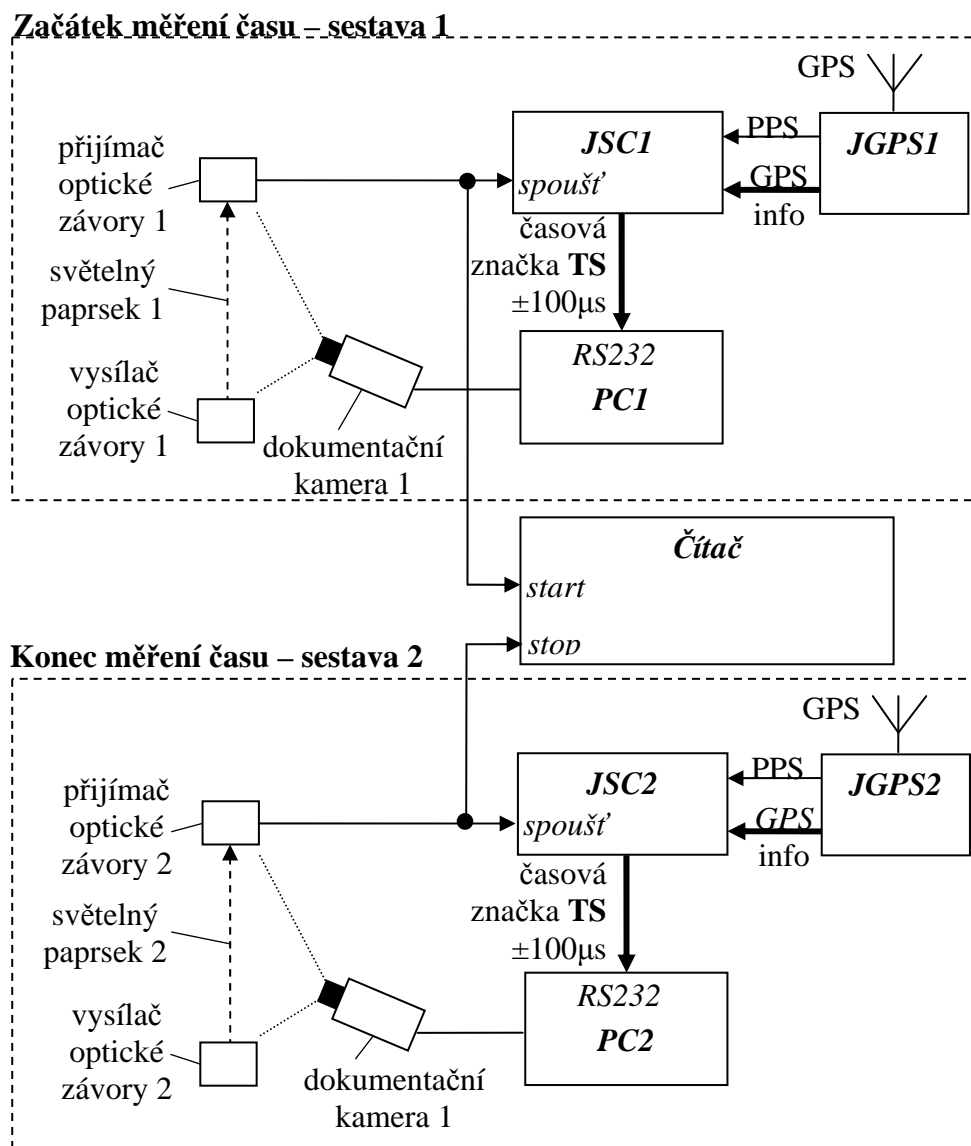 Začátek měření času – sestava 1
GPS
přijímač
optické
závory 1
JSC1
spoušť
PPS
GPS
info
JGPS1
světelný
paprsek 1
časová
značka TS
±100μs
vysílač
optické
závory 1
dokumentační
kamera 1
RS232
PC1
Čítač
start
stop
Konec měření času – sestava 2
GPS
přijímač
optické
závory 2
JSC2
spoušť
PPS
GPS
info
JGPS2
světelný
paprsek 2
časová
značka TS
±100μs
vysílač
optické
závory 2
dokumentační
kamera 1
RS232
PC2